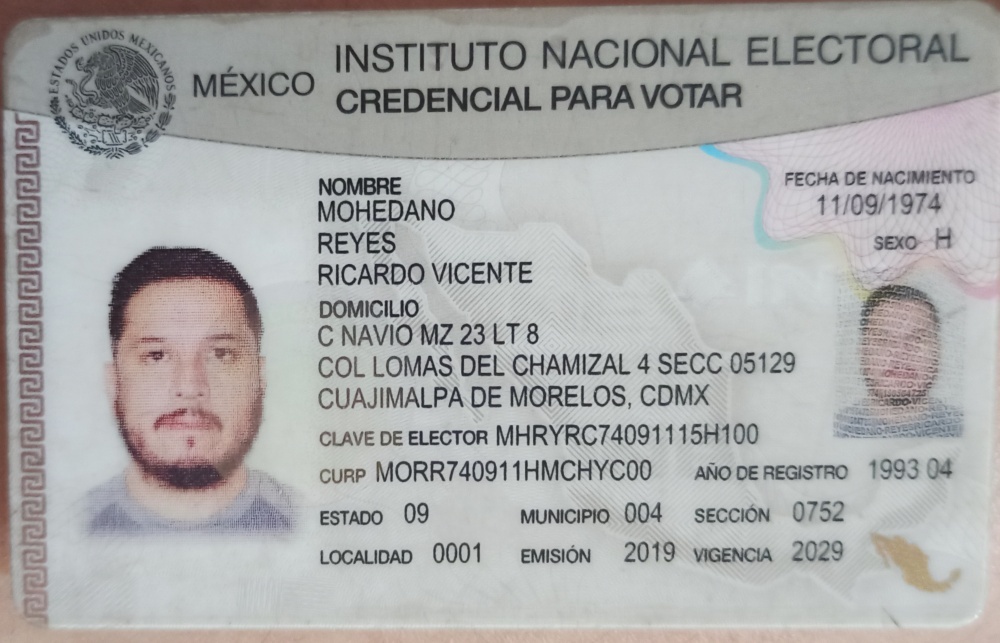 ESTADOS UNIDOS MEXICANOS
MÉXICO
INSTITUTO NACIONAL ELECTORAL
CREDENCIAL PARA VOTAR
NOMBRE
MOHEDANO
REYES
RICARDO VICENTE
FECHA DE NACIMIENTO
11/09/1974
SEXO H
DOMICILIO
C NAVIO MZ 23 LT 8
COL LOMAS DEL CHAMIZAL 4 SECC 05129
CUAJIMALPA DE MORELOS, CDMX
CLAVE DE ELECTOR MHRYRC74091115H100
CURP MORR740911HMCHYC00 AÑO DE REGISTRO 1993 04
ESTADO 09 MUNICIPIO 004 SECCIÓN 0752
LOCALIDAD 0001 EMISIÓN 2019 VIGENCIA 2029